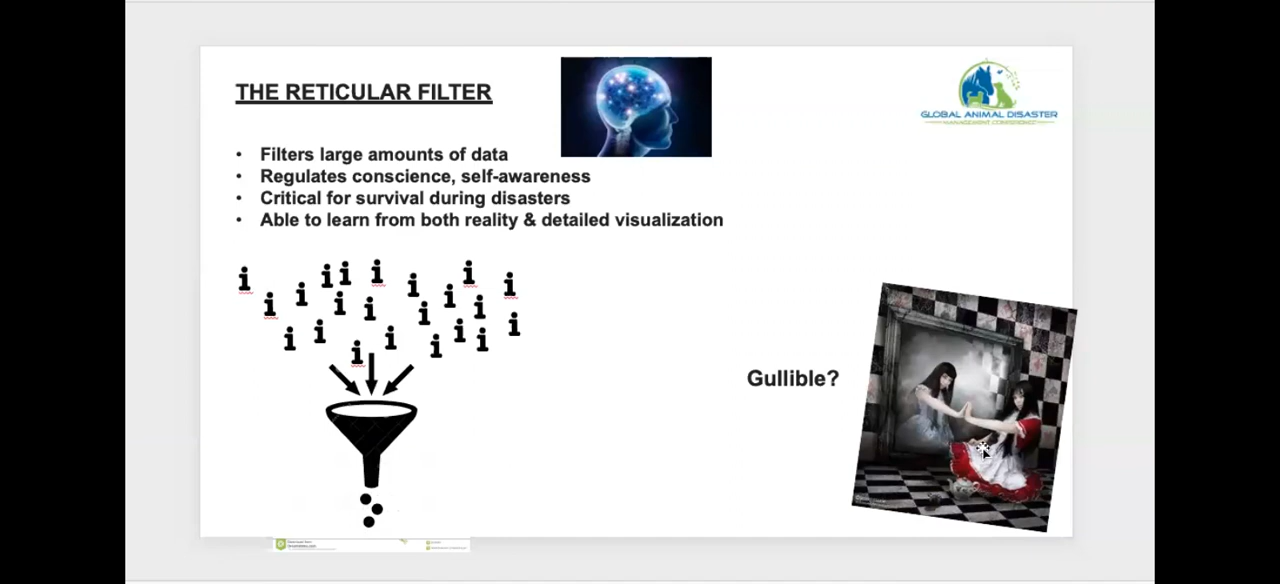 THE RETICULAR FILTER
GLOBAL ANIMAL DISASTER
MANAGEMENT CONFERENCE
• Filters large amounts of data
• Regulates conscience, self-awareness
• Critical for survival during disasters
• Able to learn from both reality & detailed visualization
i i i i i i i i i i i i i i i i i i i i i i
Gullible?